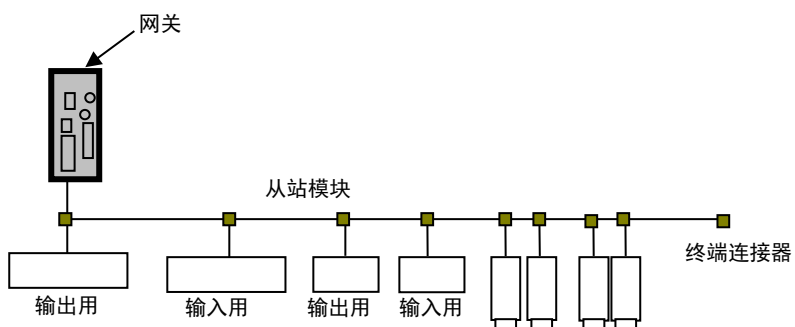 网关
从站模块
终端连接器
输出用
输入用
输出用
输入用